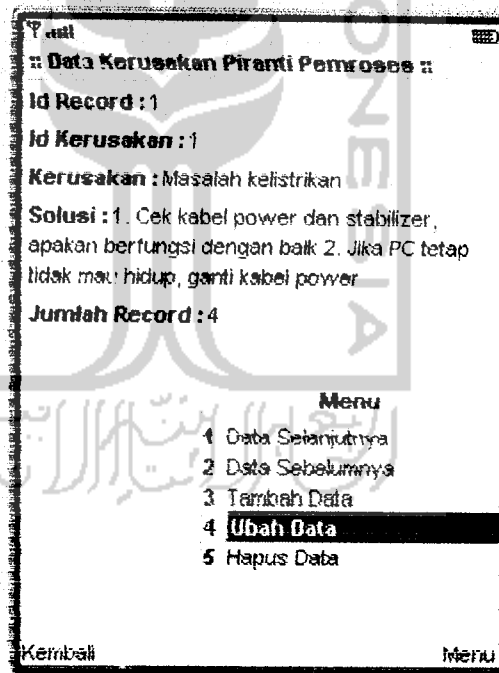 :: Data Kerusakan Piranti Pemroses ::
Id Record : 1
Id Kerusakan : 1
Kerusakan : Masalah kelistrikan
Solusi : 1. Cek kabel power dan stabilizer,
apakan berfungsi dengan baik 2. Jika PC tetap
tidak mau hidup, ganti kabel power
Jumlah Record : 4
Menu
1 Data Selanjutnya
2 Data Sebelumnya
3 Tambah Data
4 Ubah Data
5 Hapus Data
Kembali Menu